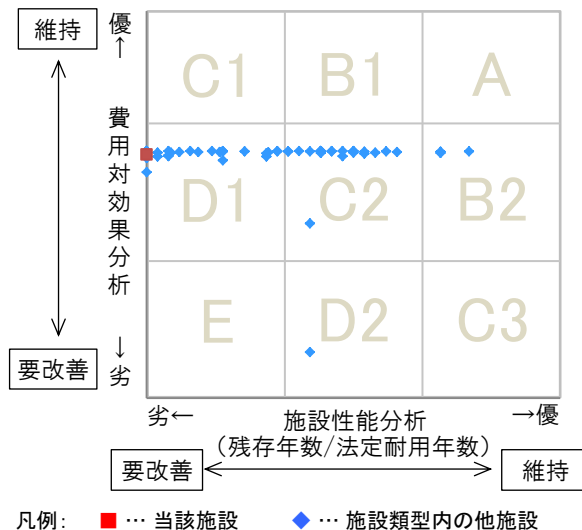 維持
優
↑
C1 B1 A
費用対効果分析
D1 C2 B2
E D2 C3
要改善
↓
劣
劣← 施設性能分析 →優
（残存年数/法定耐用年数）
要改善 維持
凡例: ■ … 当該施設 ◆ … 施設類型内の他施設